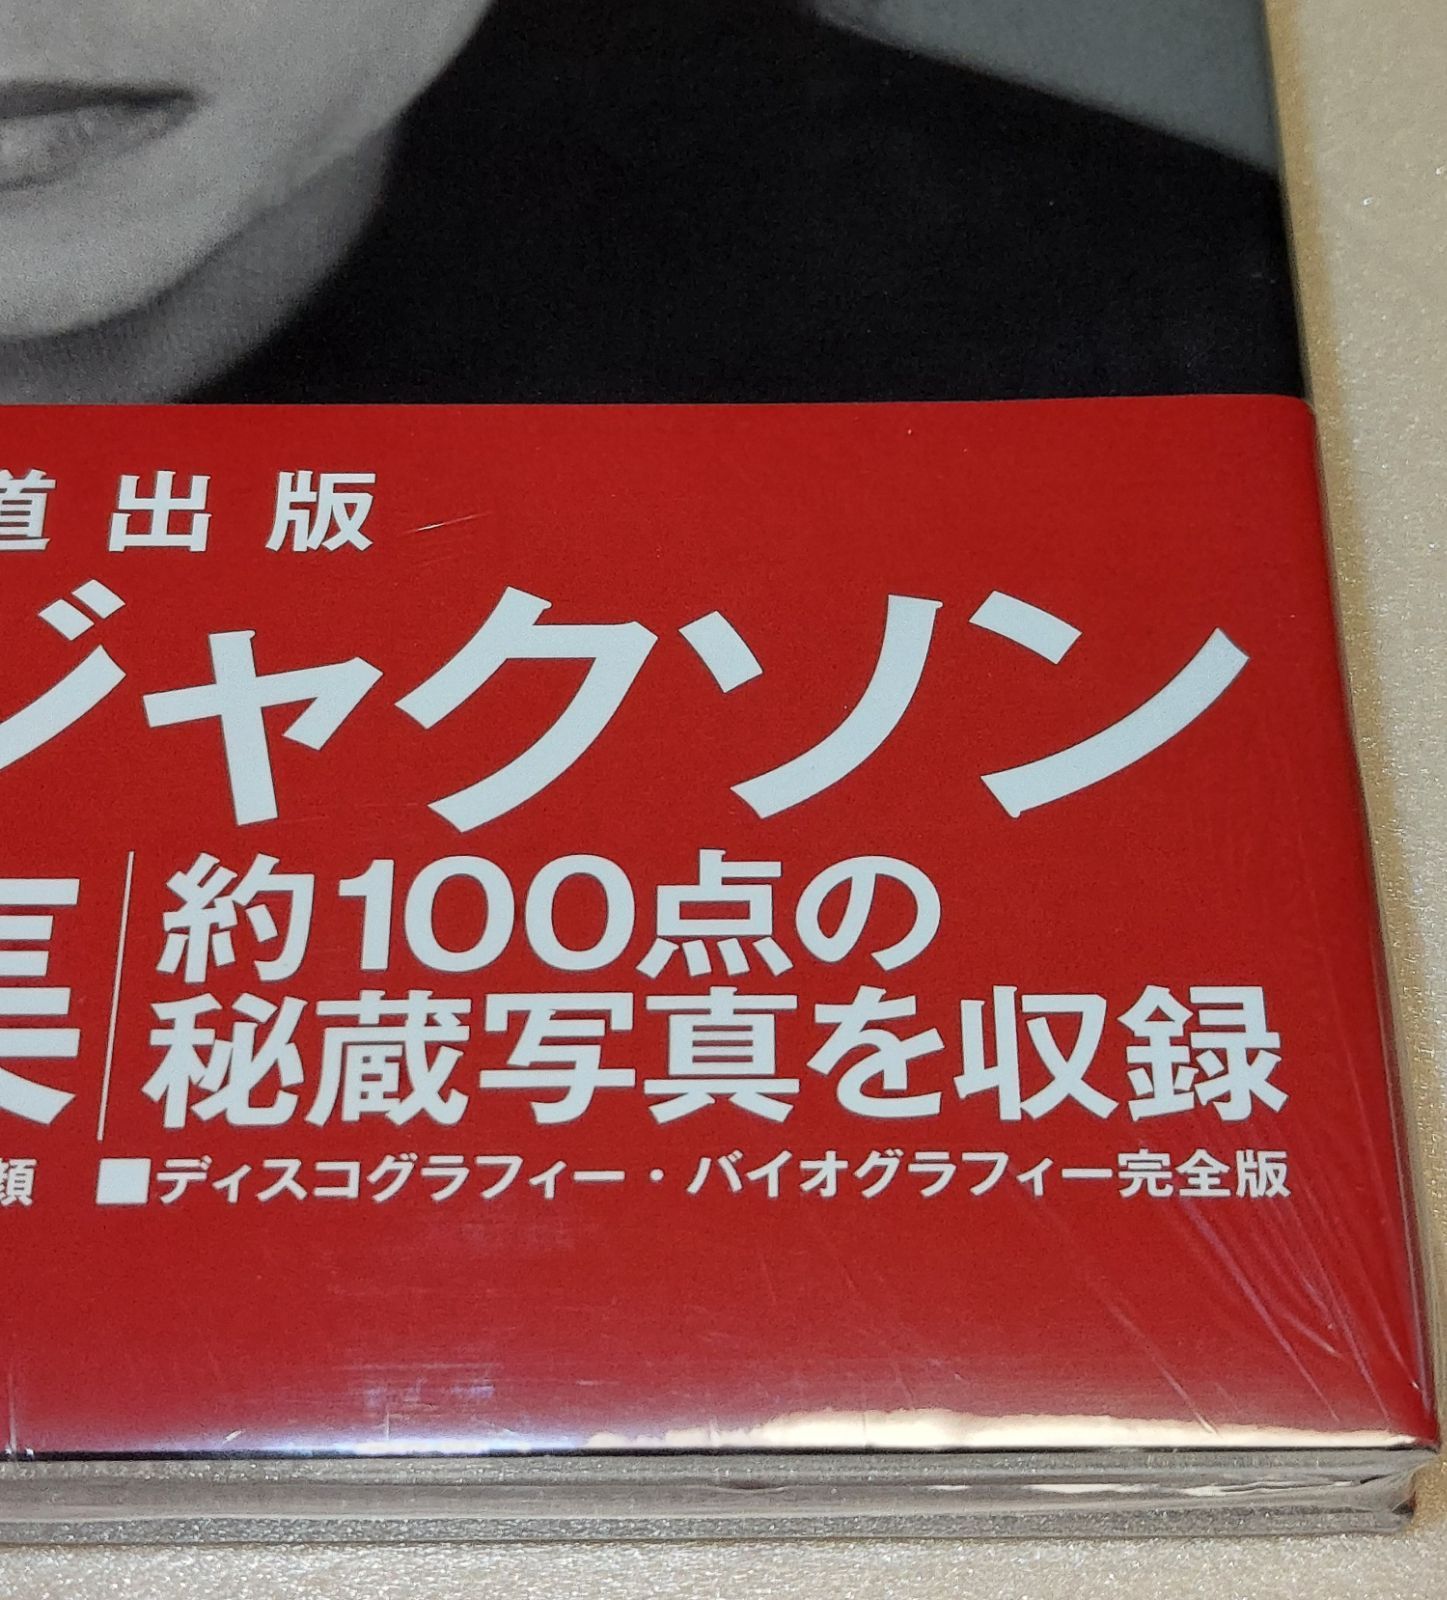 道出版
ジャクソン
約100点の
秘蔵写真を収録
顔 ■ディスコグラフィー・バイオグラフィー完全版